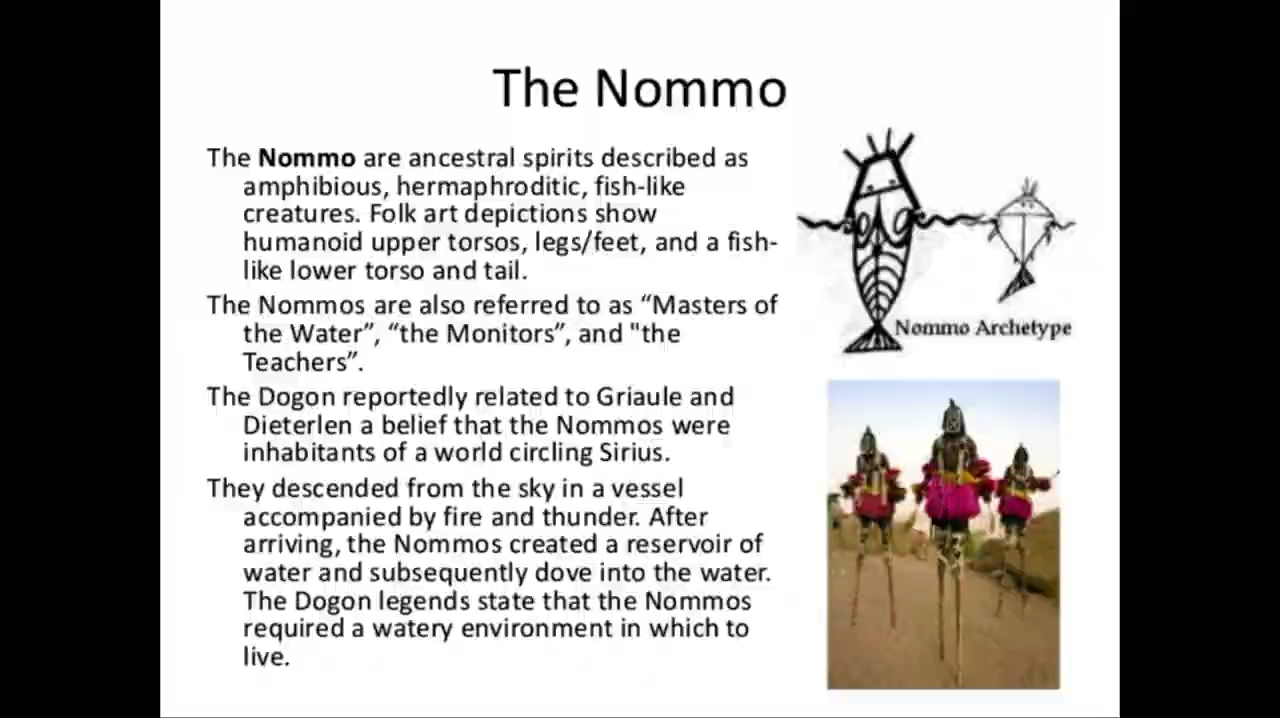 The Nommo
The Nommo are ancestral spirits described as
amphibious, hermaphroditic, fish-like
creatures. Folk art depictions show
humanoid upper torsos, legs/feet, and a fish-
like lower torso and tail.
The Nommos are also referred to as “Masters of
the Water”, “the Monitors”, and "the
Teachers”.
The Dogon reportedly related to Griaule and
Dieterlen a belief that the Nommos were
inhabitants of a world circling Sirius.
They descended from the sky in a vessel
accompanied by fire and thunder. After
arriving, the Nommos created a reservoir of
water and subsequently dove into the water.
The Dogon legends state that the Nommos
required a watery environment in which to
live.
Nommo Archetype